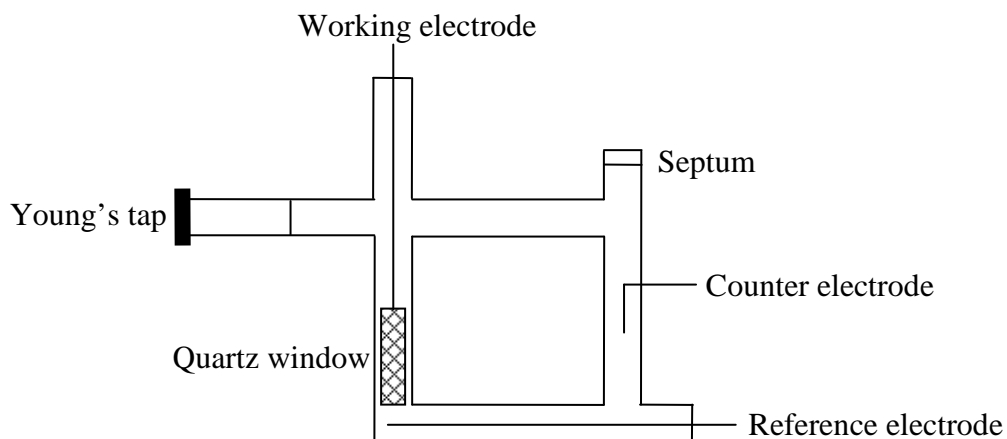 Working electrode
Septum
Young's tap
Counter electrode
Quartz window
Reference electrode